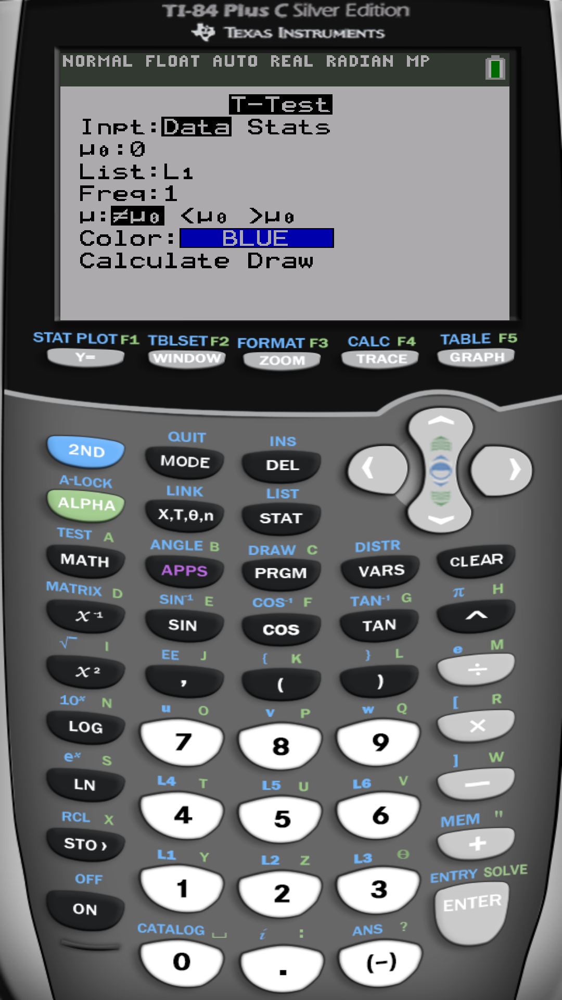 TI-84 Plus C Silver Edition
TEXAS INSTRUMENTS
NORMAL FLOAT AUTO REAL RADIAN MP
T-Test
Inpt:Data Stats
μ₀:0
List:L₁
Freq:1
μ:≠μ₀ <μ₀ >μ₀
Color: BLUE
Calculate Draw
STAT PLOT F1 TBLSET F2 FORMAT F3 CALC F4 TABLE F5
Y= WINDOW ZOOM TRACE GRAPH
QUIT INS
2ND MODE DEL
A-LOCK LINK LIST
ALPHA X,T,θ,n STAT
TEST A ANGLE B DRAW C DISTR
MATH APPS PRGM VARS CLEAR
MATRIX D SIN⁻¹ E COS⁻¹ F TAN⁻¹ G π H
x⁻¹ SIN COS TAN ^
√ I EE J { K } L e M
x² , ( ) ÷
10ˣ N u O v P w Q [ R
LOG 7 8 9 ×
eˣ S L4 T L5 U L6 V ] W
LN 4 5 6 —
RCL X L1 Y L2 Z L3 θ MEM "
STO › 1 2 3 +
OFF CATALOG ⎵ i : ANS ? ENTRY SOLVE
ON 0 . (-) ENTER